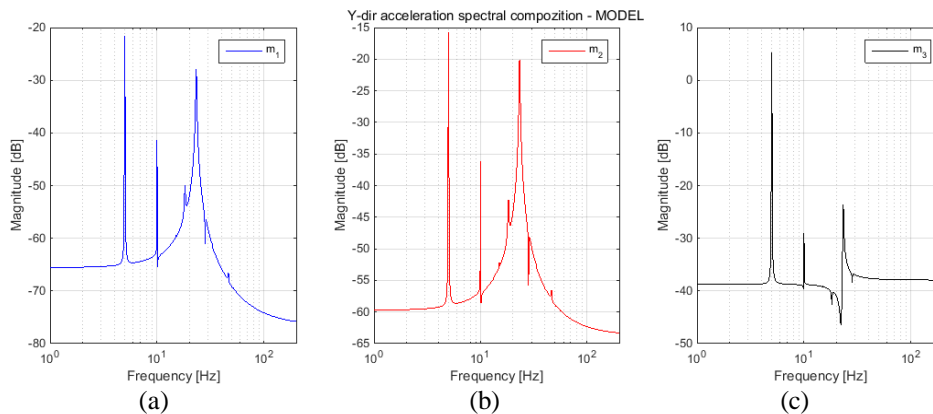 Y-dir acceleration spectral compozition - MODEL
-20
-30
-40
-50
-60
-70
-80
Magnitude [dB]
m1
10^0
10^1
10^2
Frequency [Hz]
(a)
-15
-20
-25
-30
-35
-40
-45
-50
-55
-60
-65
Magnitude [dB]
m2
10^0
10^1
10^2
Frequency [Hz]
(b)
10
0
-10
-20
-30
-40
-50
Magnitude [dB]
m3
10^0
10^1
10^2
Frequency [Hz]
(c)